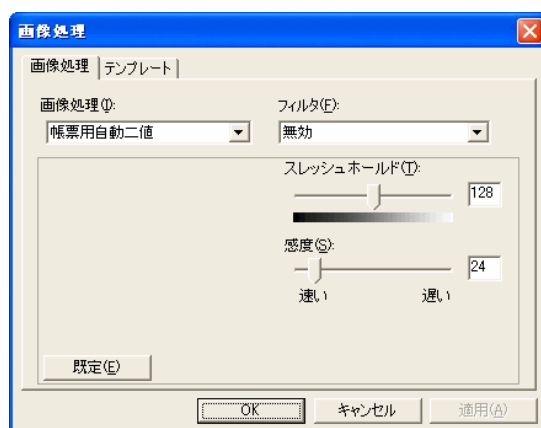 画像処理
画像処理 テンプレート
画像処理(I): フィルタ(F):
帳票用自動二値 無効
スレッシュホールド(T):
128
感度(S):
24
速い 遅い
既定(E)
OK キャンセル 適用(A)